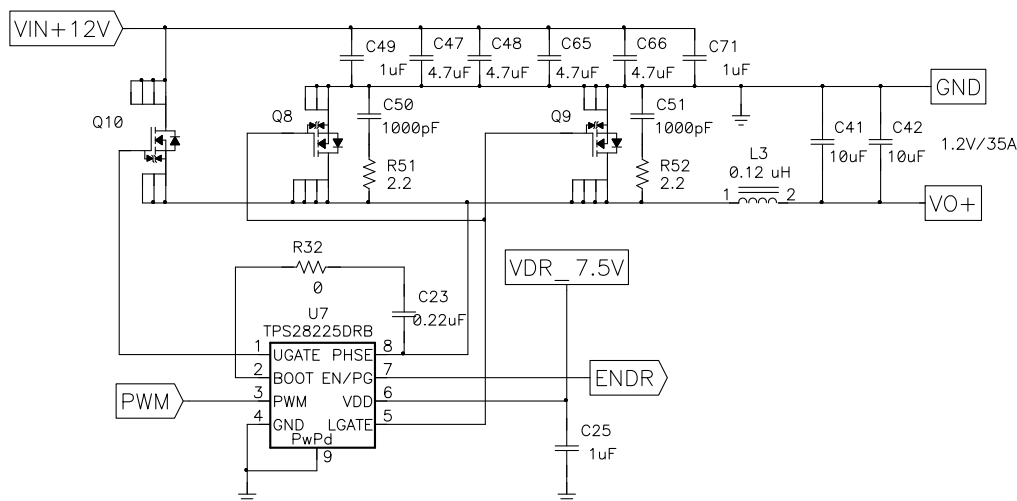 VIN+12V
C49
1uF
C47
4.7uF
C48
4.7uF
C65
4.7uF
C66
4.7uF
C71
1uF
GND
Q10
Q8
C50
1000pF
R51
2.2
Q9
C51
1000pF
R52
2.2
L3
0.12 uH
1
2
C41
10uF
C42
10uF
1.2V/35A
VO+
R32
0
C23
0.22uF
VDR_ 7.5V
U7
TPS28225DRB
1
UGATE
PHSE
8
2
BOOT
EN/PG
7
ENDR
PWM
3
PWM
VDD
6
4
GND
LGATE
5
PwPd
9
C25
1uF